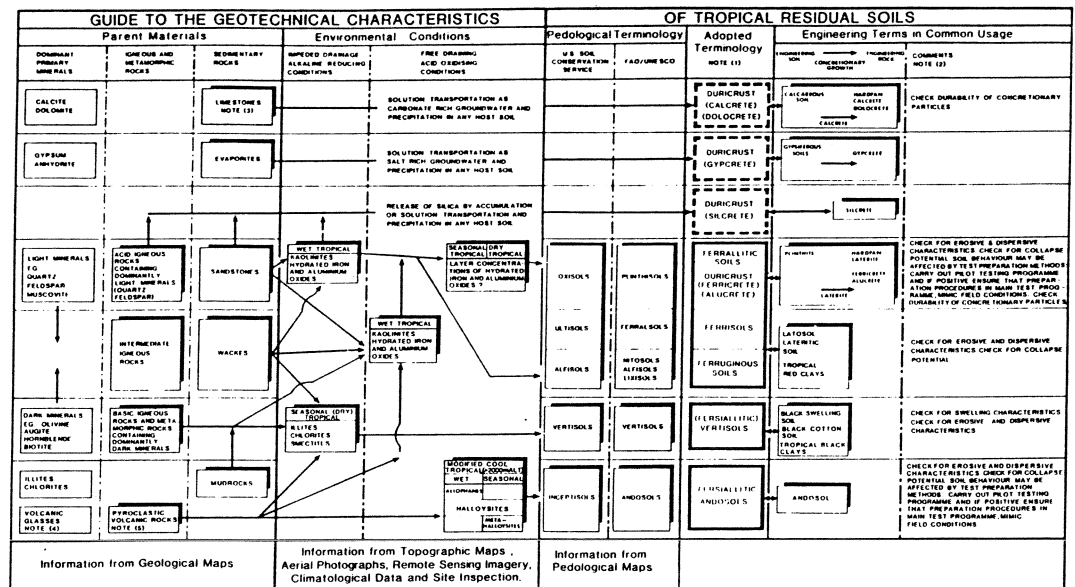 GUIDE TO THE GEOTECHNICAL CHARACTERISTICS OF TROPICAL RESIDUAL SOILS
Parent Materials
Environmental Conditions
Pedological Terminology
Adopted
Terminology
NOTE (1)
Engineering Terms in Common Usage
DOMINANT
PRIMARY
MINERALS
IGNEOUS AND
METAMORPHIC
ROCKS
SEDIMENTARY
ROCKS
IMPEDED DRAINAGE
ALKALINE REDUCING
CONDITIONS
FREE DRAINING
ACID OXIDISING
CONDITIONS
U S SOIL
CONSERVATION
SERVICE
FAO/UNESCO
ENGINEERING
SOIL
ENGINEERING
ROCK
CONCRETIONARY
GROWTH
COMMENTS
NOTE (2)
CALCITE
DOLOMITE
LIMESTONES
NOTE (3)
SOLUTION TRANSPORTATION AS
CARBONATE RICH GROUNDWATER AND
PRECIPITATION IN ANY HOST SOIL
DURICRUST
(CALCRETE)
(DOLOCRETE)
CALCAREOUS
SOIL
HARDPAN
CALCRETE
DOLOCRETE
CALCRETE
CHECK DURABILITY OF CONCRETIONARY
PARTICLES
GYPSUM
ANHYDRITE
EVAPORITES
SOLUTION TRANSPORTATION AS
SALT RICH GROUNDWATER AND
PRECIPITATION IN ANY HOST SOIL
DURICRUST
(GYPCRETE)
GYPSIFEROUS
SOILS
GYPCRETE
RELEASE OF SILICA BY ACCUMULATION
OR SOLUTION TRANSPORTATION AND
PRECIPITATION IN ANY HOST SOIL
DURICRUST
(SILCRETE)
SILCRETE
LIGHT MINERALS
EG
QUARTZ
FELDSPAR
MUSCOVITE
ACID IGNEOUS
ROCKS
CONTAINING
DOMINANTLY
LIGHT MINERALS
(QUARTZ
FELDSPAR)
SANDSTONES
WET TROPICAL
KAOLINITES
HYDRATED IRON
AND ALUMINIUM
OXIDES
SEASONAL TROPICAL
DRY TROPICAL
LAYER CONCENTRA-
TIONS OF HYDRATED
IRON AND ALUMINIUM
OXIDES ?
OXISOLS
PLINTHISOLS
FERRALLITIC
SOILS
DURICRUST
(FERRICRETE)
(ALUCRETE)
PLINTHITE
HARDPAN
LATERITE
FERRICRETE
ALUCRETE
LATERITE
CHECK FOR EROSIVE & DISPERSIVE
CHARACTERISTICS CHECK FOR COLLAPSE
POTENTIAL SOIL BEHAVIOUR MAY BE
AFFECTED BY TEST PREPARATION METHODS.
CARRY OUT PILOT TESTING PROGRAMME
AND IF POSITIVE ENSURE THAT PREPAR-
ATION PROCEDURES IN MAIN TEST PROG-
RAMME, MIMIC FIELD CONDITIONS. CHECK
DURABILITY OF CONCRETIONARY PARTICLES
INTERMEDIATE
IGNEOUS
ROCKS
WACKES
WET TROPICAL
KAOLINITES
HYDRATED IRON
AND ALUMINIUM
OXIDES
ULTISOLS
ALFISOLS
FERRALSOLS
NITOSOLS
ALFISOLS
LIXISOLS
FERRISOLS
FERRUGINOUS
SOILS
LATOSOL
LATERITIC
SOIL
TROPICAL
RED CLAYS
CHECK FOR EROSIVE AND DISPERSIVE
CHARACTERISTICS CHECK FOR COLLAPSE
POTENTIAL
DARK MINERALS
EG OLIVINE
AUGITE
HORNBLENDE
BIOTITE
BASIC IGNEOUS
ROCKS AND META
MORPHIC ROCKS
CONTAINING
DOMINANTLY
DARK MINERALS
SEASONAL (DRY)
TROPICAL
ILLITES
CHLORITES
SMECTITES
VERTISOLS
VERTISOLS
(FERSIALLITIC)
VERTISOLS
BLACK SWELLING
SOIL
BLACK COTTON
SOIL
TROPICAL BLACK
CLAYS
CHECK FOR SWELLING CHARACTERISTICS
CHECK FOR EROSIVE AND DISPERSIVE
CHARACTERISTICS
ILLITES
CHLORITES
MUDROCKS
MODIFIED COOL
TROPICAL
WET
SEASONAL
ALLOPHANES
HALLOYSITES
META-
HALLOYSITES
INCEPTISOLS
ANDOSOLS
FERSIALLITIC
ANDOSOLS
ANDOSOL
CHECK FOR EROSIVE AND DISPERSIVE
CHARACTERISTICS CHECK FOR COLLAPSE
POTENTIAL SOIL BEHAVIOUR MAY BE
AFFECTED BY TEST PREPARATION
METHODS. CARRY OUT PILOT TESTING
PROGRAMME AND IF POSITIVE ENSURE
THAT PREPARATION PROCEDURES IN
MAIN TEST PROGRAMME, MIMIC
FIELD CONDITIONS
VOLCANIC
GLASSES
NOTE (4)
PYROCLASTIC
VOLCANIC ROCKS
NOTE (5)
Information from Geological Maps
Information from Topographic Maps ,
Aerial Photographs, Remote Sensing Imagery,
Climatological Data and Site Inspection.
Information from
Pedological Maps